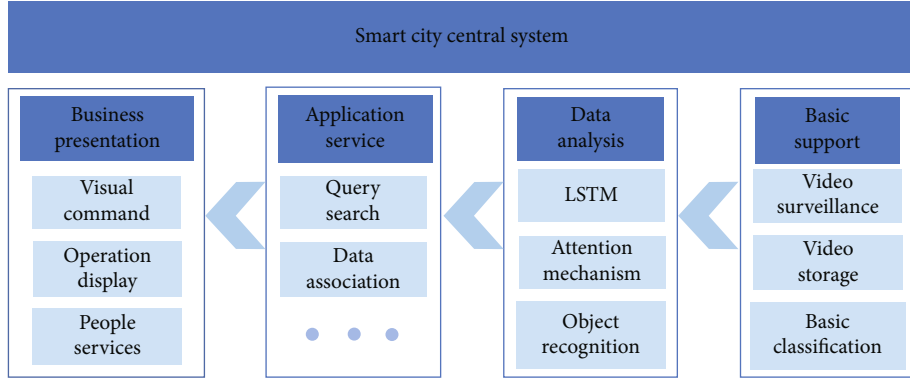 Smart city central system
Business
presentation
Visual
command
Operation
display
People
services
Application
service
Query
search
Data
association
Data
analysis
LSTM
Attention
mechanism
Object
recognition
Basic
support
Video
surveillance
Video
storage
Basic
classification